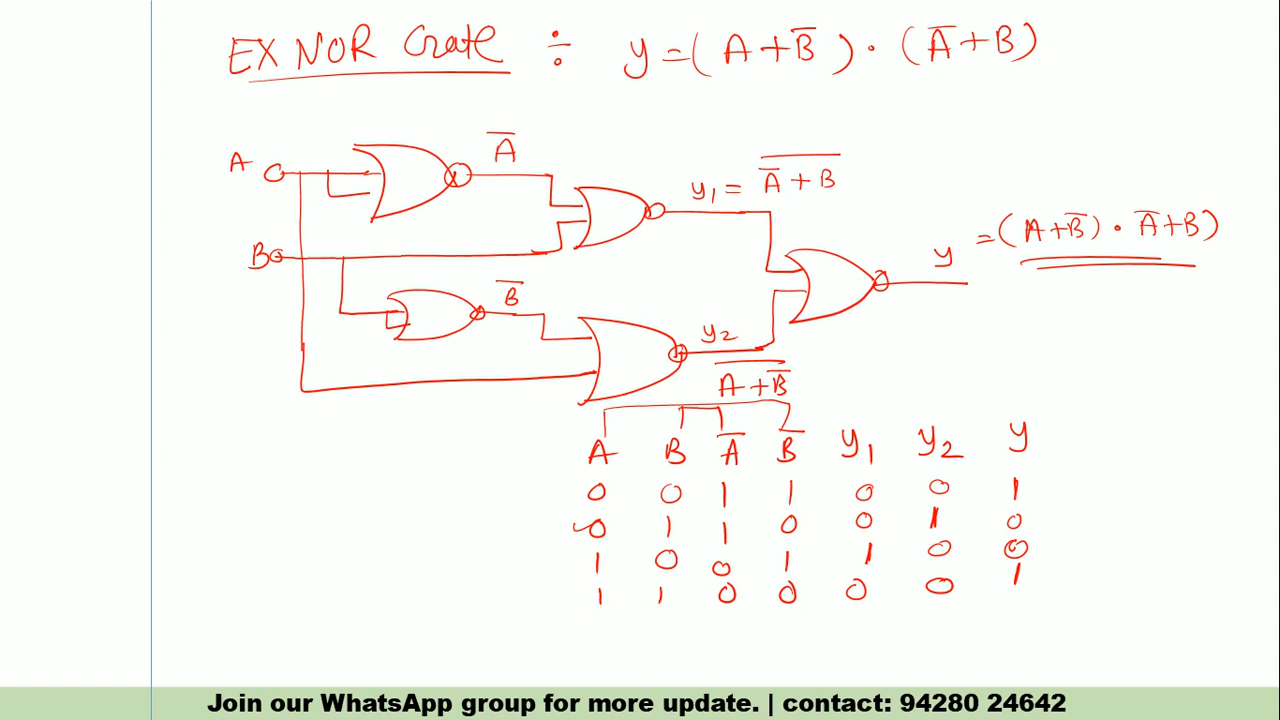 EX NOR Gate ÷ y = (A + B̅) · (A̅ + B)
A
A̅
y₁ = \overline{A̅ + B}
B
B̅
y = (A + B̅) · A̅ + B)
y₂
\overline{A + B̅}
A B A̅ B̅ y₁ y₂ y
0 0 1 1 0 0 1
0 1 1 0 0 1 0
1 0 0 1 1 0 0
1 1 0 0 0 0 1
Join our WhatsApp group for more update. | contact: 94280 24642